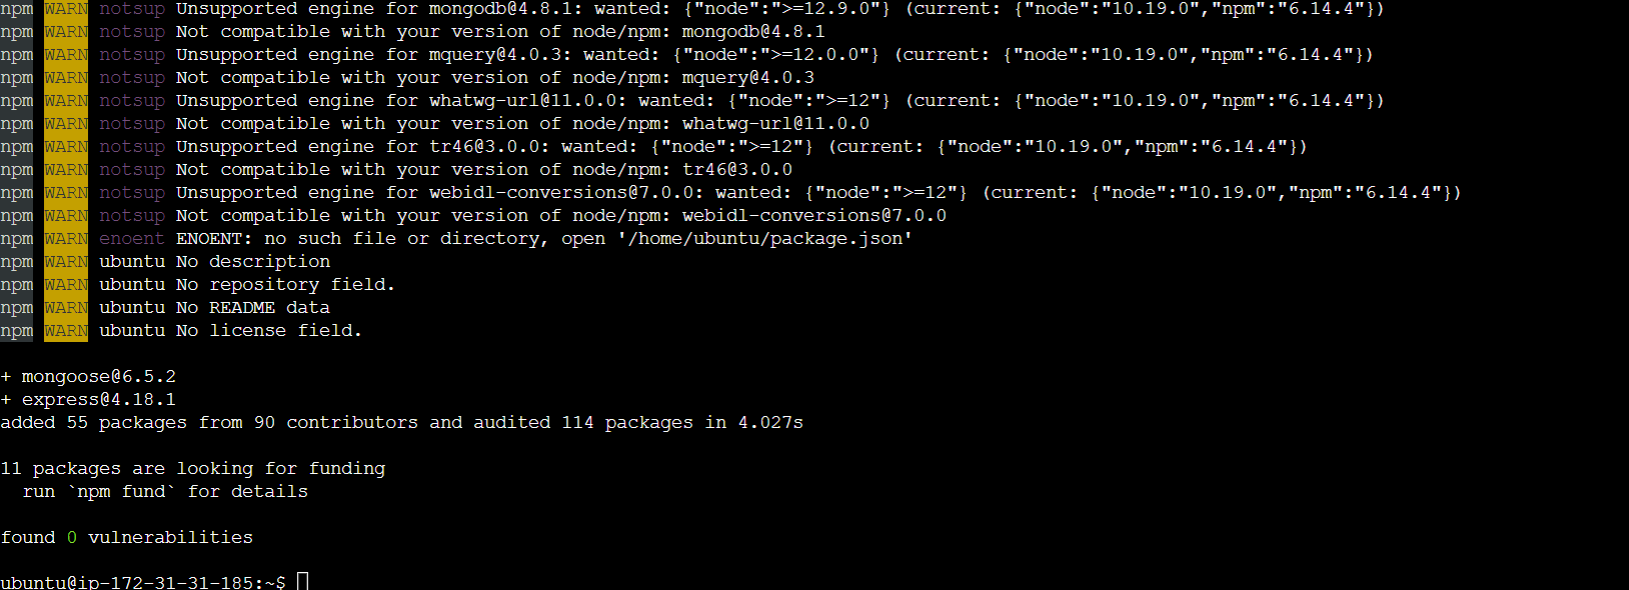 npm WARN notsup Unsupported engine for mongodb@4.8.1: wanted: {"node":">=12.9.0"} (current: {"node":"10.19.0","npm":"6.14.4"})
npm WARN notsup Not compatible with your version of node/npm: mongodb@4.8.1
npm WARN notsup Unsupported engine for mquery@4.0.3: wanted: {"node":">=12.0.0"} (current: {"node":"10.19.0","npm":"6.14.4"})
npm WARN notsup Not compatible with your version of node/npm: mquery@4.0.3
npm WARN notsup Unsupported engine for whatwg-url@11.0.0: wanted: {"node":">=12"} (current: {"node":"10.19.0","npm":"6.14.4"})
npm WARN notsup Not compatible with your version of node/npm: whatwg-url@11.0.0
npm WARN notsup Unsupported engine for tr46@3.0.0: wanted: {"node":">=12"} (current: {"node":"10.19.0","npm":"6.14.4"})
npm WARN notsup Not compatible with your version of node/npm: tr46@3.0.0
npm WARN notsup Unsupported engine for webidl-conversions@7.0.0: wanted: {"node":">=12"} (current: {"node":"10.19.0","npm":"6.14.4"})
npm WARN notsup Not compatible with your version of node/npm: webidl-conversions@7.0.0
npm WARN enoent ENOENT: no such file or directory, open '/home/ubuntu/package.json'
npm WARN ubuntu No description
npm WARN ubuntu No repository field.
npm WARN ubuntu No README data
npm WARN ubuntu No license field.
+ mongoose@6.5.2
+ express@4.18.1
added 55 packages from 90 contributors and audited 114 packages in 4.027s
11 packages are looking for funding
run `npm fund` for details
found 0 vulnerabilities
ubuntu@ip-172-31-31-185:~$